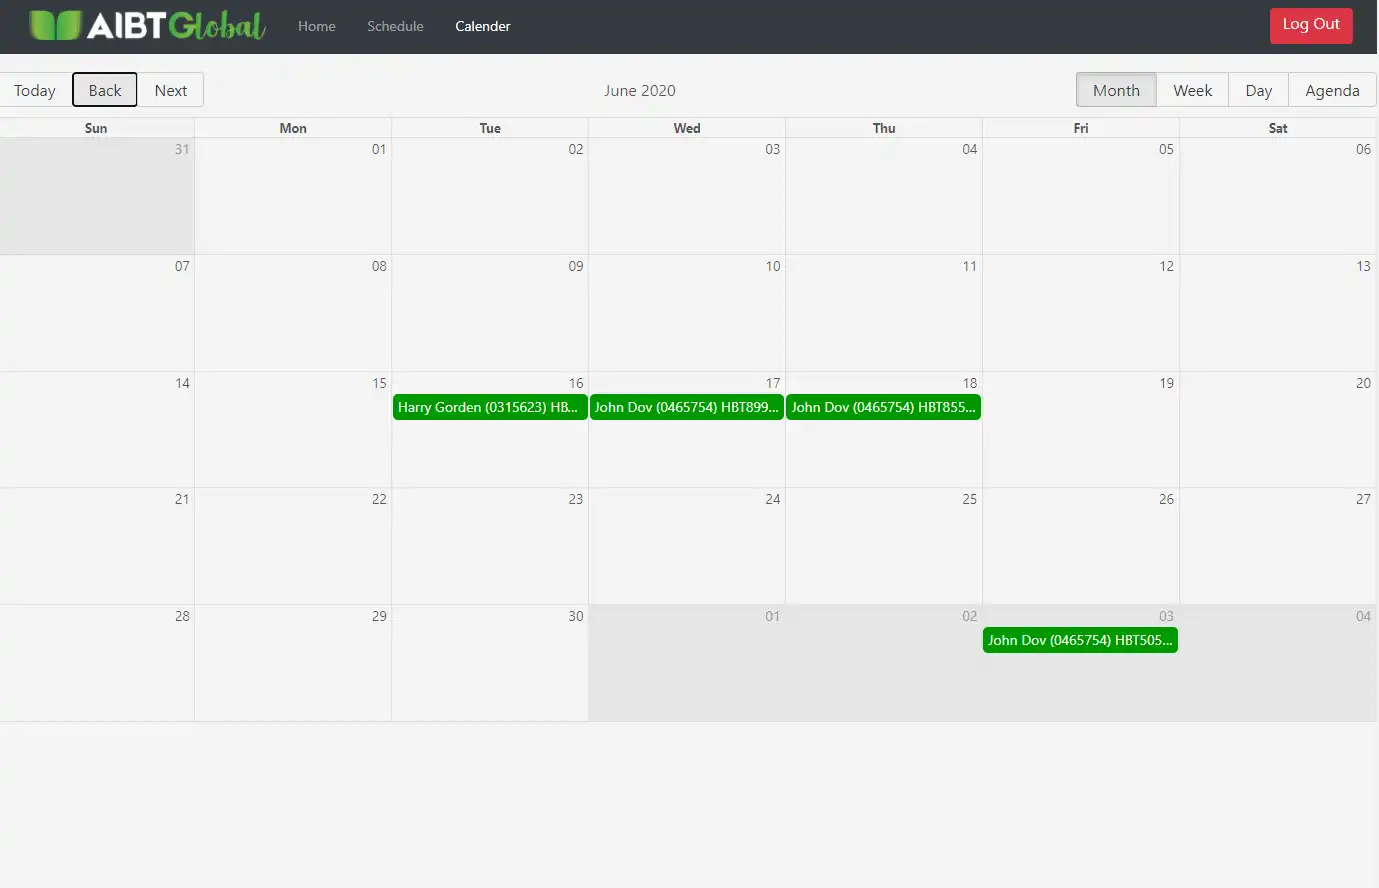 AIBTGlobal Home Schedule Calender Log Out
Today Back Next June 2020 Month Week Day Agenda
Sun Mon Tue Wed Thu Fri Sat
31 01 02 03 04 05 06
07 08 09 10 11 12 13
14 15 16 17 18 19 20
Harry Gorden (0315623) HB... John Dov (0465754) HBT899... John Dov (0465754) HBT855...
21 22 23 24 25 26 27
28 29 30 01 02 03 04
John Dov (0465754) HBT505...